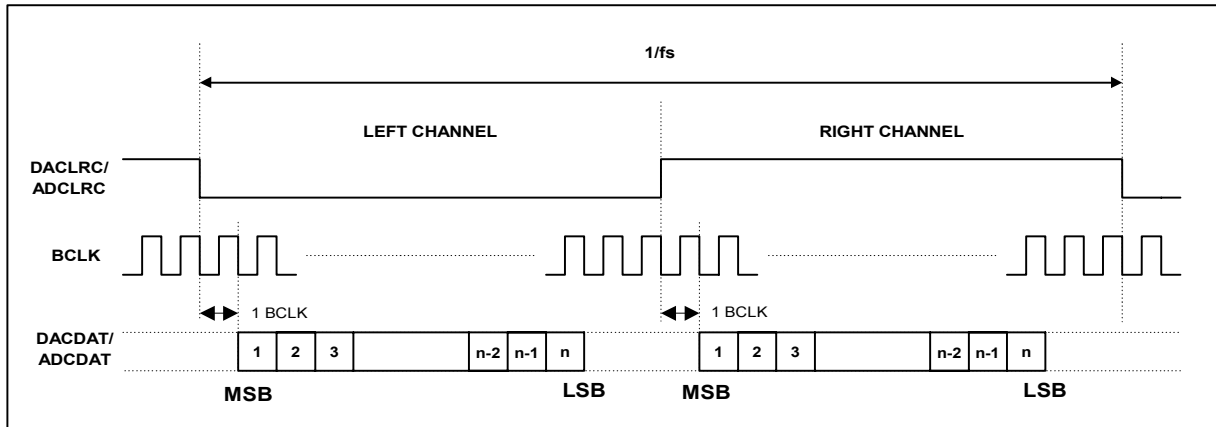 1/fs
LEFT CHANNEL
RIGHT CHANNEL
DACLRC/
ADCLRC
BCLK
1 BCLK
1 BCLK
DACDAT/
ADCDAT
1 2 3 n-2 n-1 n
1 2 3 n-2 n-1 n
MSB
LSB
MSB
LSB